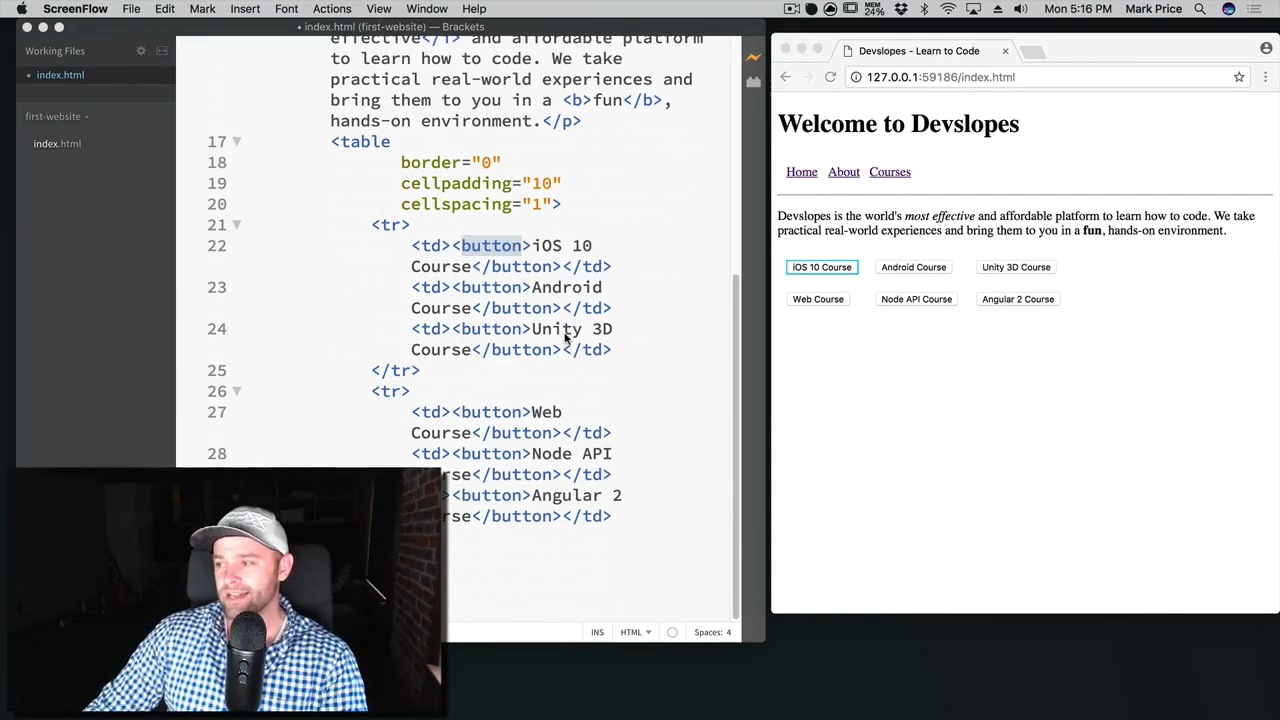 ScreenFlow File Edit Mark Insert Font Actions View Window Help MEM 24% Mon 5:16 PM Mark Price
• index.html (first-website) — Brackets
Working Files
• index.html
first-website
index.html
effective</i> and affordable platform
to learn how to code. We take
practical real-world experiences and
bring them to you in a <b>fun</b>,
hands-on environment.</p>
17 <table
18 border="0"
19 cellpadding="10"
20 cellspacing="1">
21 <tr>
22 <td><button>iOS 10
Course</button></td>
23 <td><button>Android
Course</button></td>
24 <td><button>Unity 3D
Course</button></td>
25 </tr>
26 <tr>
27 <td><button>Web
Course</button></td>
28 <td><button>Node API
rse</button></td>
><button>Angular 2
rse</button></td>
INS HTML Spaces: 4
Devslopes - Learn to Code
127.0.0.1:59186/index.html
Welcome to Devslopes
Home About Courses
Devslopes is the world's most effective and affordable platform to learn how to code. We take
practical real-world experiences and bring them to you in a fun, hands-on environment.
iOS 10 Course Android Course Unity 3D Course
Web Course Node API Course Angular 2 Course